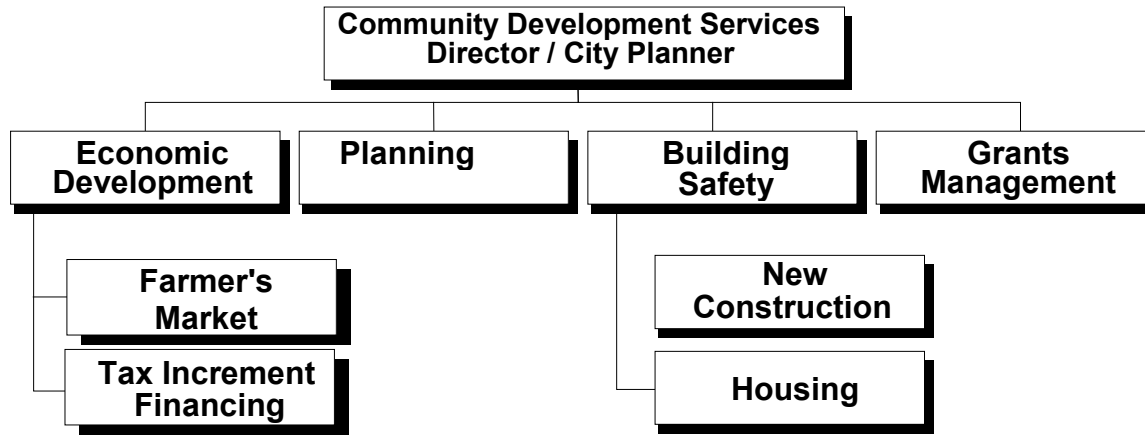 Community Development Services
Director / City Planner
Economic
Development
Planning
Building
Safety
Grants
Management
Farmer's
Market
Tax Increment
Financing
New
Construction
Housing